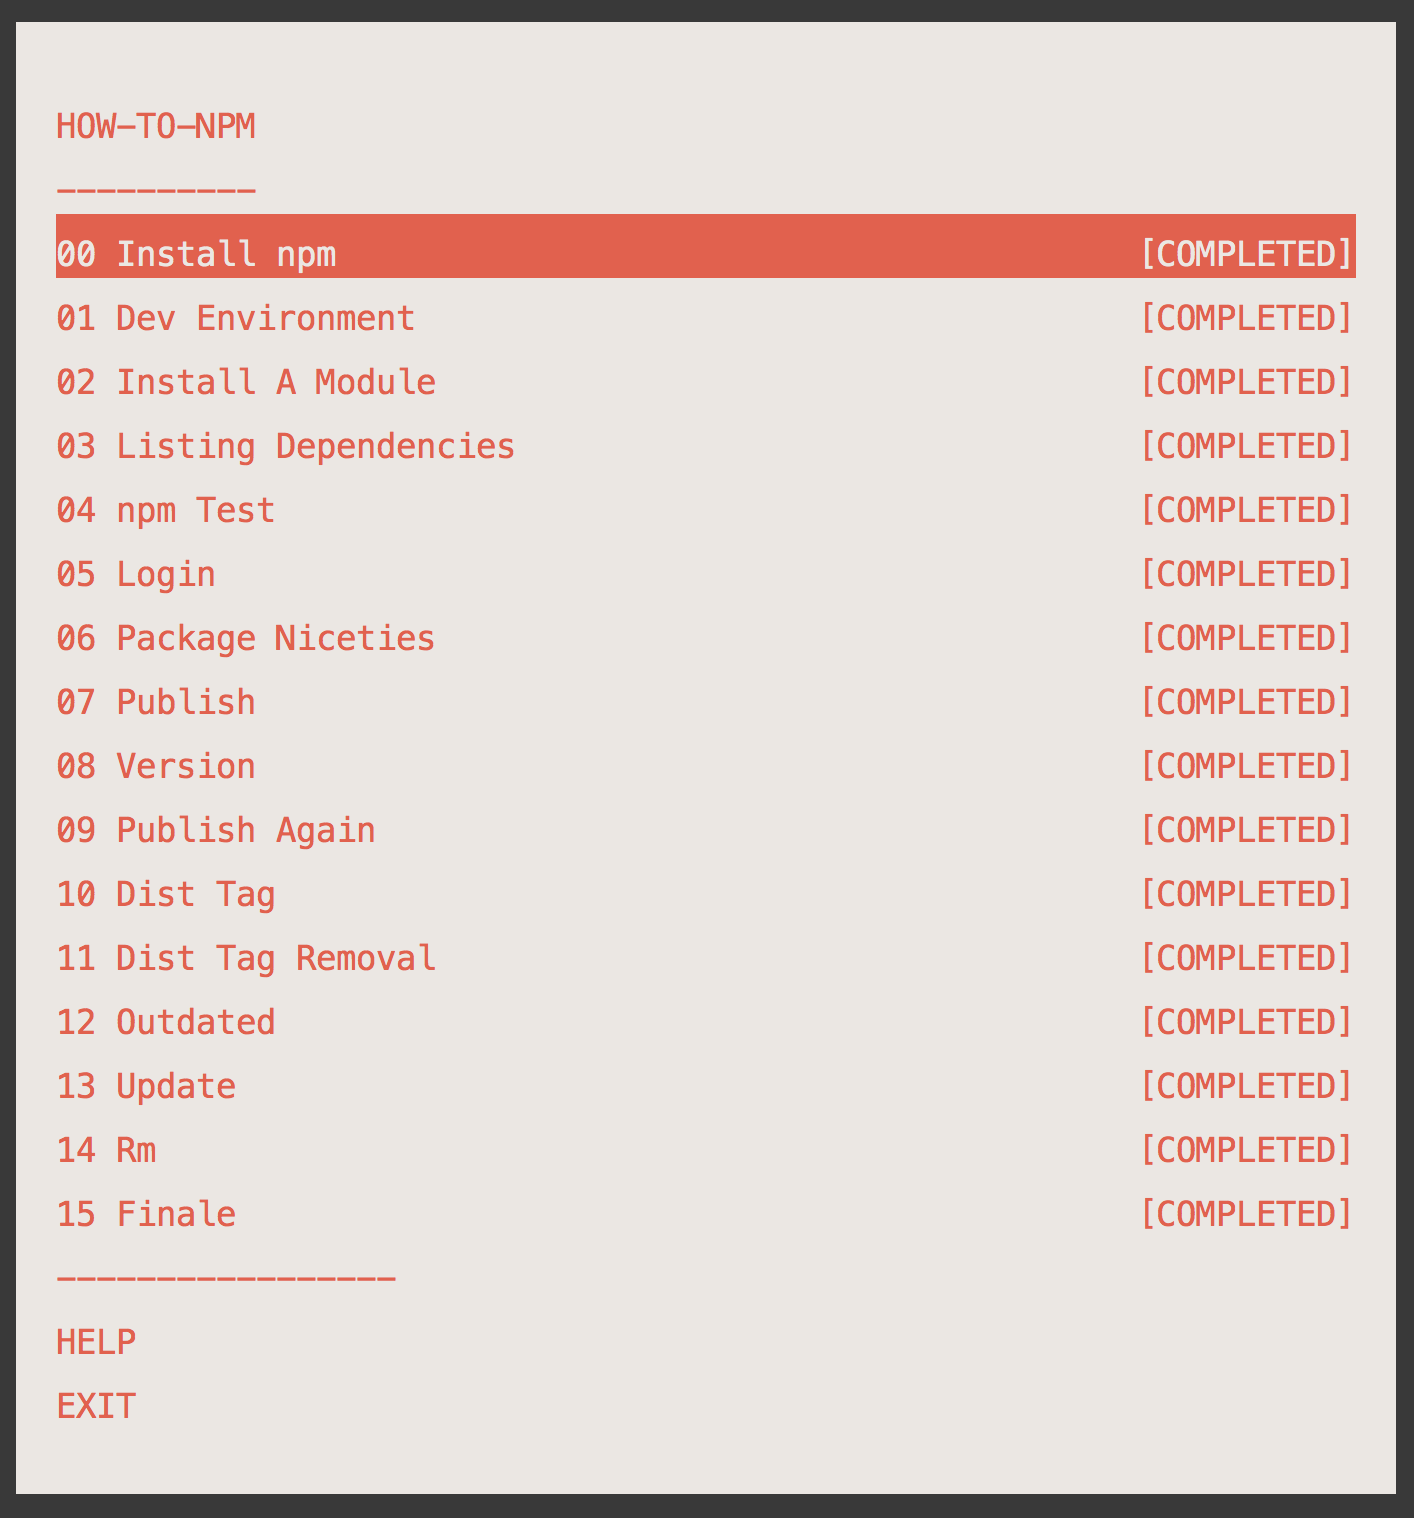 HOW-TO-NPM
----------
00 Install npm [COMPLETED]
01 Dev Environment [COMPLETED]
02 Install A Module [COMPLETED]
03 Listing Dependencies [COMPLETED]
04 npm Test [COMPLETED]
05 Login [COMPLETED]
06 Package Niceties [COMPLETED]
07 Publish [COMPLETED]
08 Version [COMPLETED]
09 Publish Again [COMPLETED]
10 Dist Tag [COMPLETED]
11 Dist Tag Removal [COMPLETED]
12 Outdated [COMPLETED]
13 Update [COMPLETED]
14 Rm [COMPLETED]
15 Finale [COMPLETED]
-----------------
HELP
EXIT